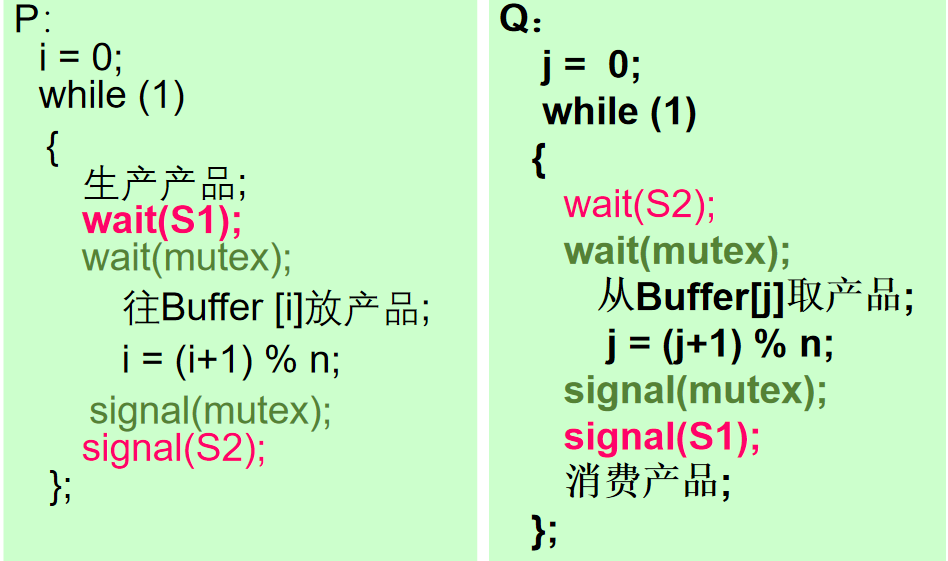 P:
i = 0;
while (1)
{
生产产品;
wait(S1);
wait(mutex);
往Buffer [i]放产品;
i = (i+1) % n;
signal(mutex);
signal(S2);
};
Q：
j = 0;
while (1)
{
wait(S2);
wait(mutex);
从Buffer[j]取产品;
j = (j+1) % n;
signal(mutex);
signal(S1);
消费产品;
};